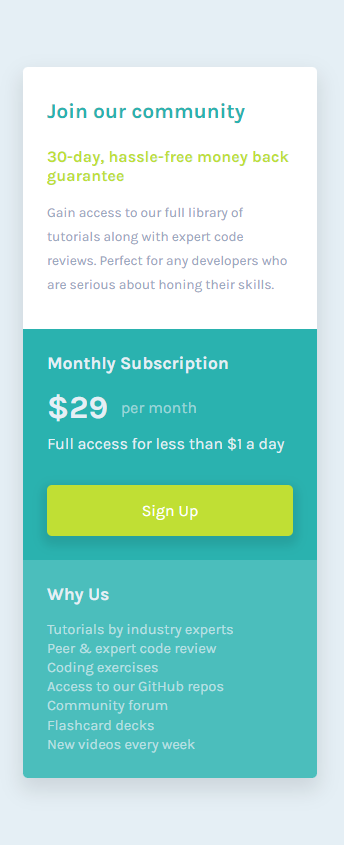 Join our community
30-day, hassle-free money back
guarantee
Gain access to our full library of
tutorials along with expert code
reviews. Perfect for any developers who
are serious about honing their skills.
Monthly Subscription
$29 per month
Full access for less than $1 a day
Sign Up
Why Us
Tutorials by industry experts
Peer & expert code review
Coding exercises
Access to our GitHub repos
Community forum
Flashcard decks
New videos every week